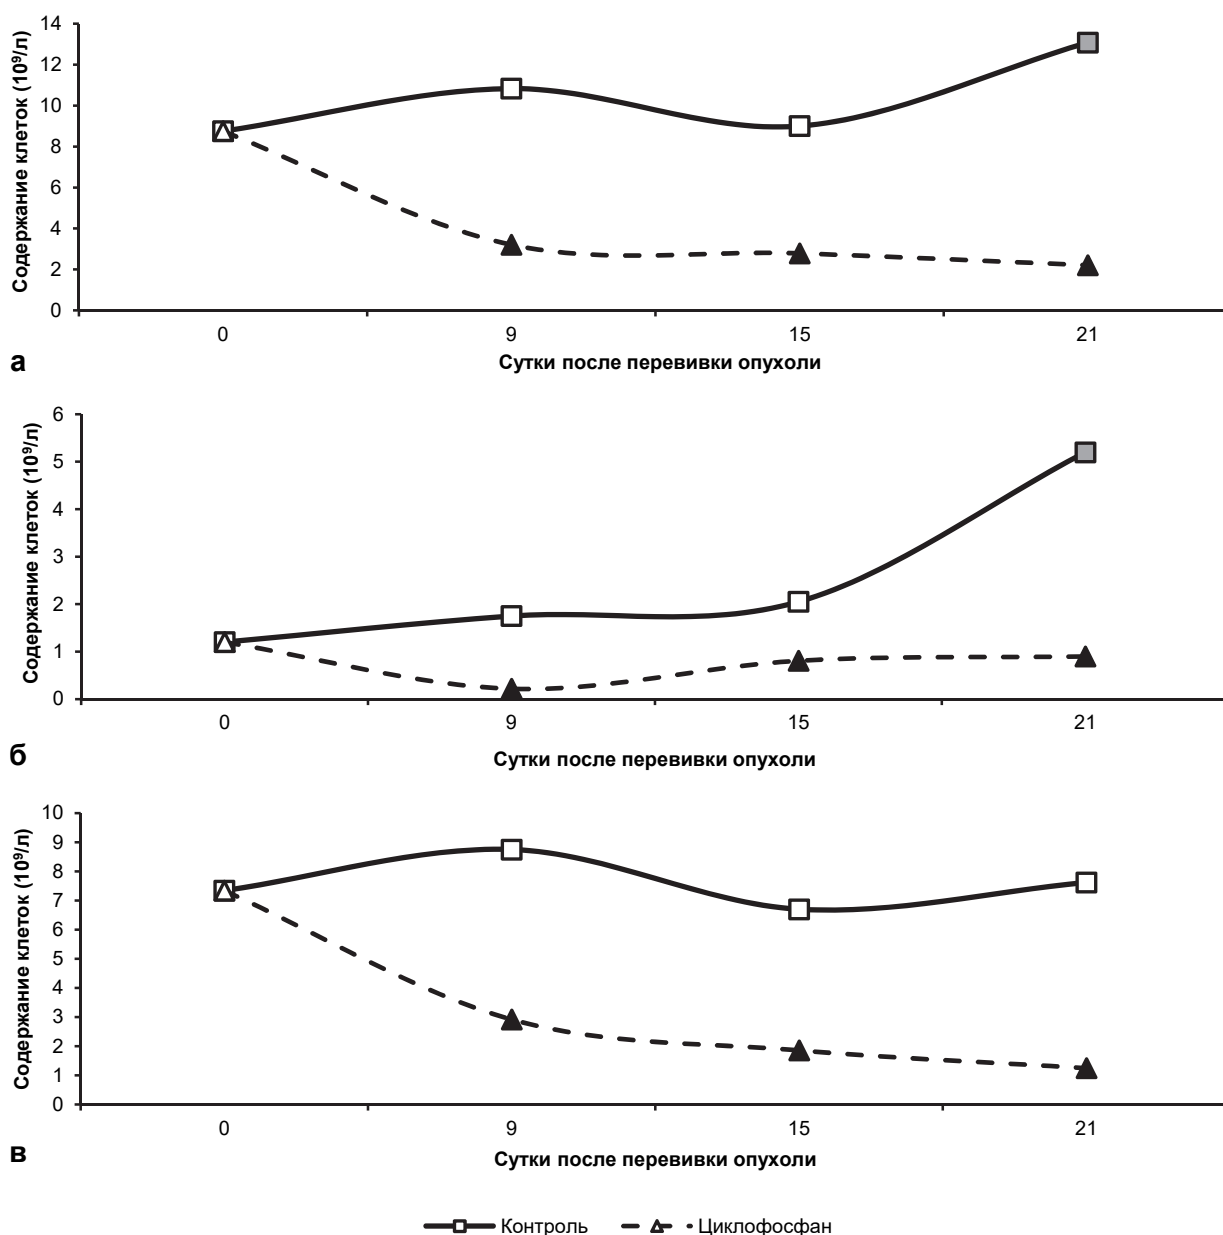 Содержание клеток (10⁹/л)
14
12
10
8
6
4
2
0
0 9 15 21
Сутки после перевивки опухоли
а
Содержание клеток (10⁹/л)
6
5
4
3
2
1
0
0 9 15 21
Сутки после перевивки опухоли
б
Содержание клеток (10⁹/л)
10
9
8
7
6
5
4
3
2
1
0
0 9 15 21
Сутки после перевивки опухоли
в
Контроль Циклофосфан